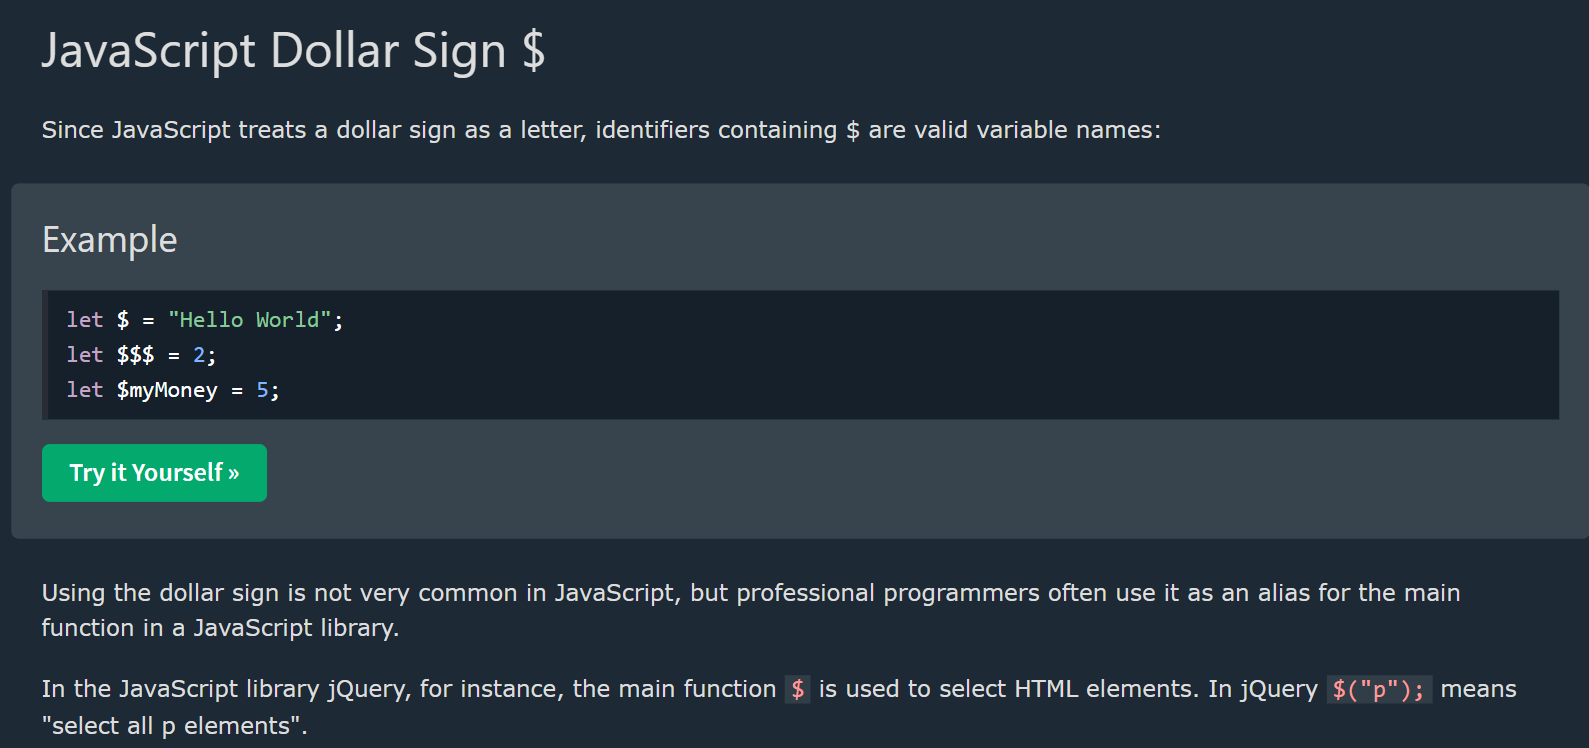 JavaScript Dollar Sign $
Since JavaScript treats a dollar sign as a letter, identifiers containing $ are valid variable names:
Example
let $ = "Hello World";
let $$$ = 2;
let $myMoney = 5;
Try it Yourself »
Using the dollar sign is not very common in JavaScript, but professional programmers often use it as an alias for the main
function in a JavaScript library.
In the JavaScript library jQuery, for instance, the main function $ is used to select HTML elements. In jQuery $("p"); means
"select all p elements".